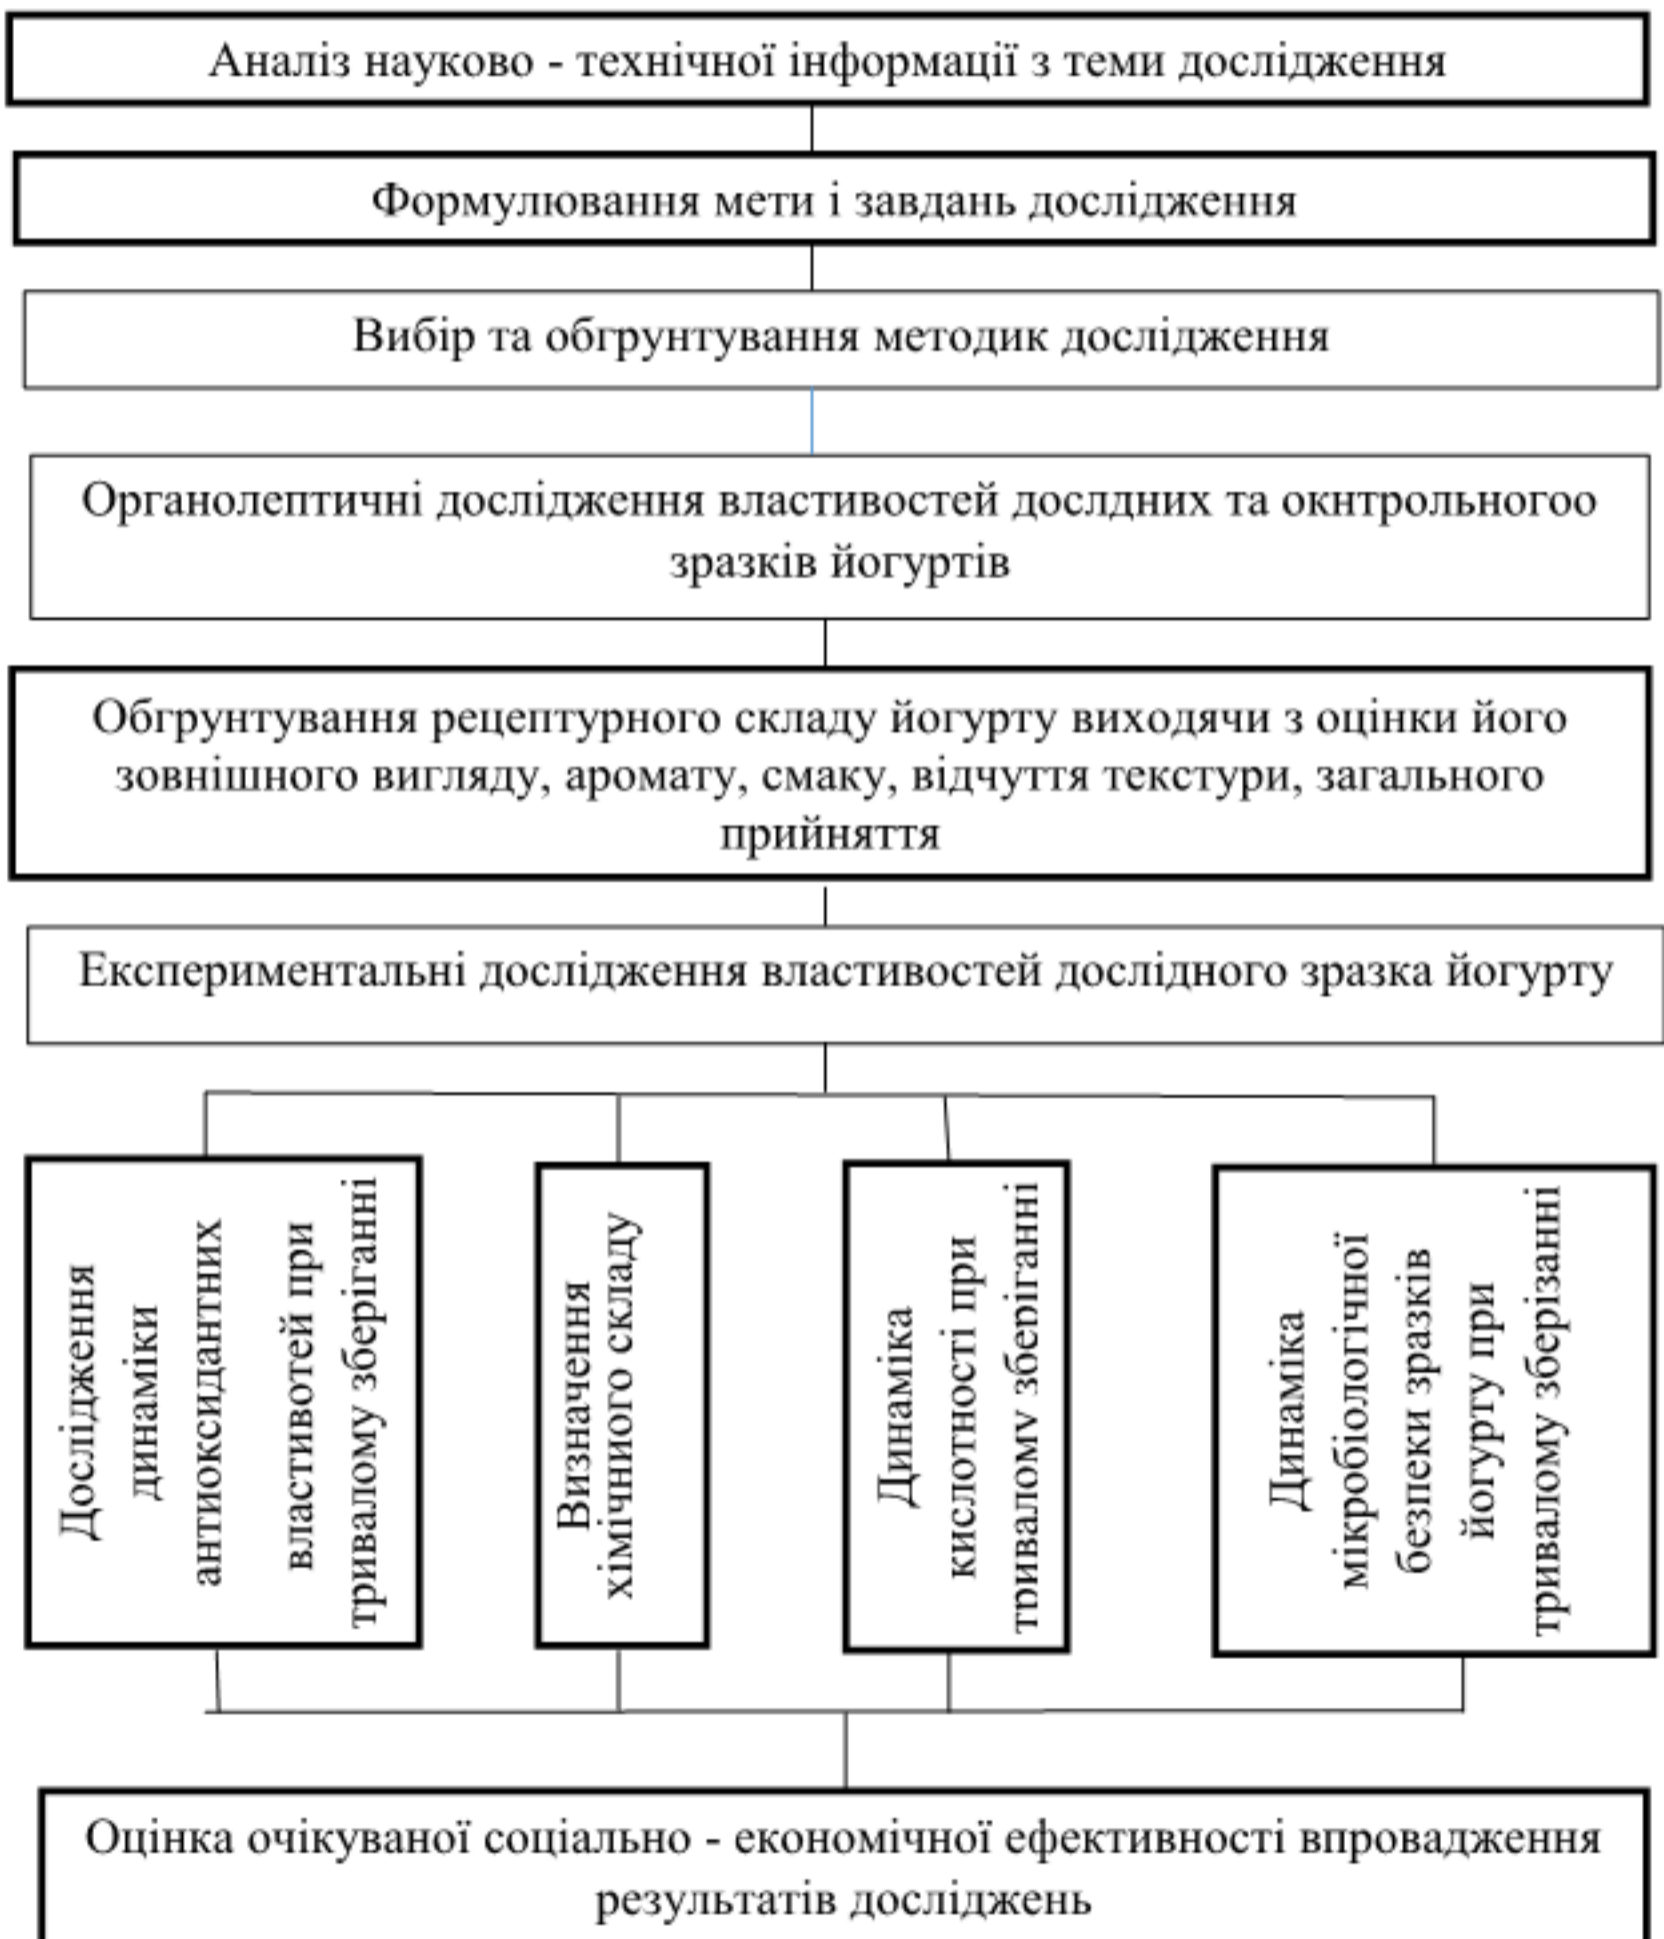 Аналіз науково - технічної інформації з теми дослідження
Формулювання мети і завдань дослідження
Вибір та обгрунтування методик дослідження
Органолептичні дослідження властивостей дослдних та окнтрольногоо
зразків йогуртів
Обгрунтування рецептурного складу йогурту виходячи з оцінки його
зовнішного вигляду, аромату, смаку, відчуття текстури, загального
прийняття
Експериментальні дослідження властивостей дослідного зразка йогурту
Дослідження
динаміки
антиоксидантних
властивотей при
тривалому зберіганні
Визначення
хімічниого складу
Динаміка
кислотності при
тривалому зберіганні
Динаміка
мікробіологічної
безпеки зразків
йогурту при
тривалому зберізанні
Оцінка очікуваної соціально - економічної ефективності впровадження
результатів досліджень